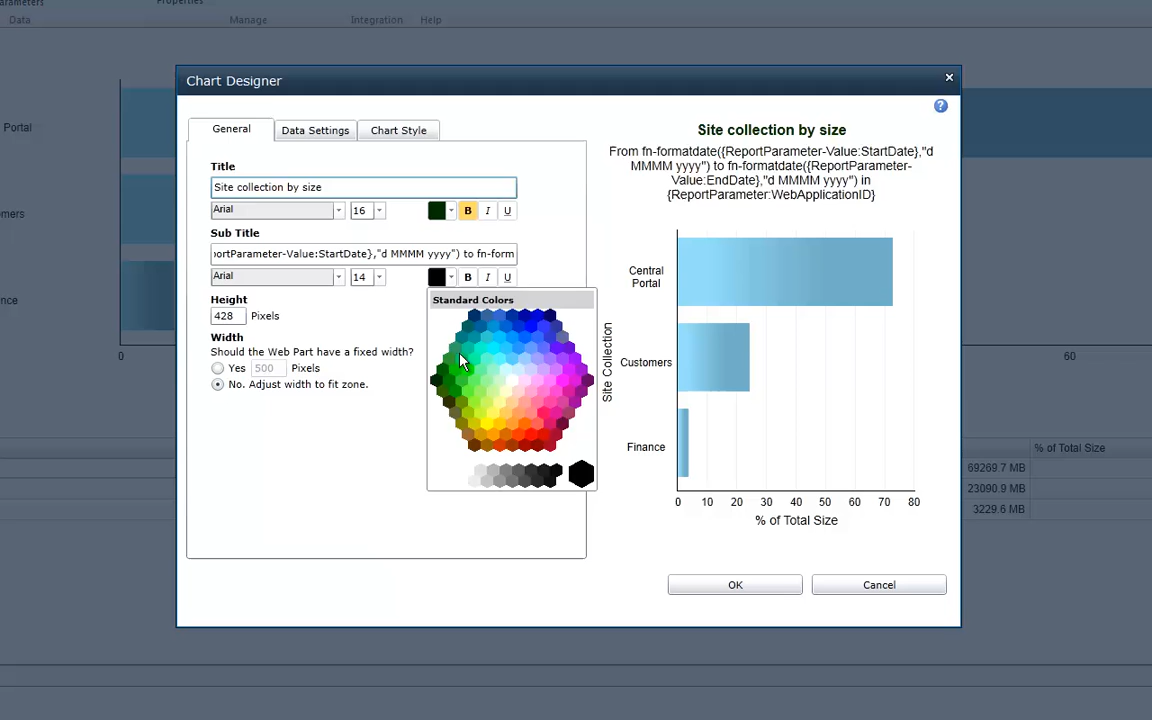 arameters
Properties
Data
Manage
Integration
Help
Chart Designer
General
Data Settings
Chart Style
Title
Site collection by size
Arial
16
B
I
U
Sub Title
ortParameter-Value:StartDate},"d MMMM yyyy") to fn-form
Arial
14
B
I
U
Height
428
Pixels
Width
Should the Web Part have a fixed width?
Yes
500
Pixels
No. Adjust width to fit zone.
Standard Colors
Site collection by size
From fn-formatdate({ReportParameter-Value:StartDate},"d
MMMM yyyy") to fn-formatdate({ReportParameter-
Value:EndDate},"d MMMM yyyy") in
{ReportParameter:WebApplicationID}
Site Collection
Central
Portal
Customers
Finance
0 10 20 30 40 50 60 70 80
% of Total Size
OK
Cancel
Portal
mers
nce
0
60
% of Total Size
69269.7 MB
23090.9 MB
3229.6 MB